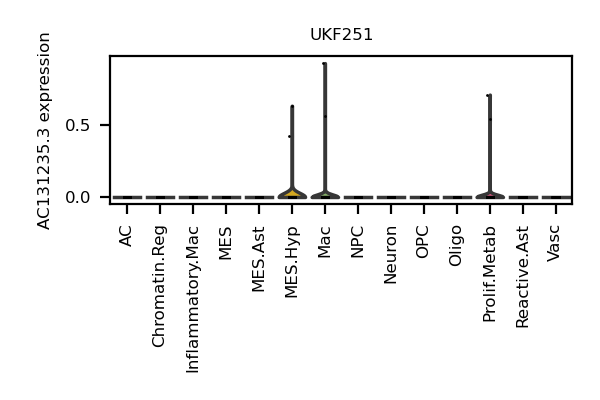 UKF251
AC131235.3 expression
0.5
0.0
AC
Chromatin.Reg
Inflammatory.Mac
MES
MES.Ast
MES.Hyp
Mac
NPC
Neuron
OPC
Oligo
Prolif.Metab
Reactive.Ast
Vasc